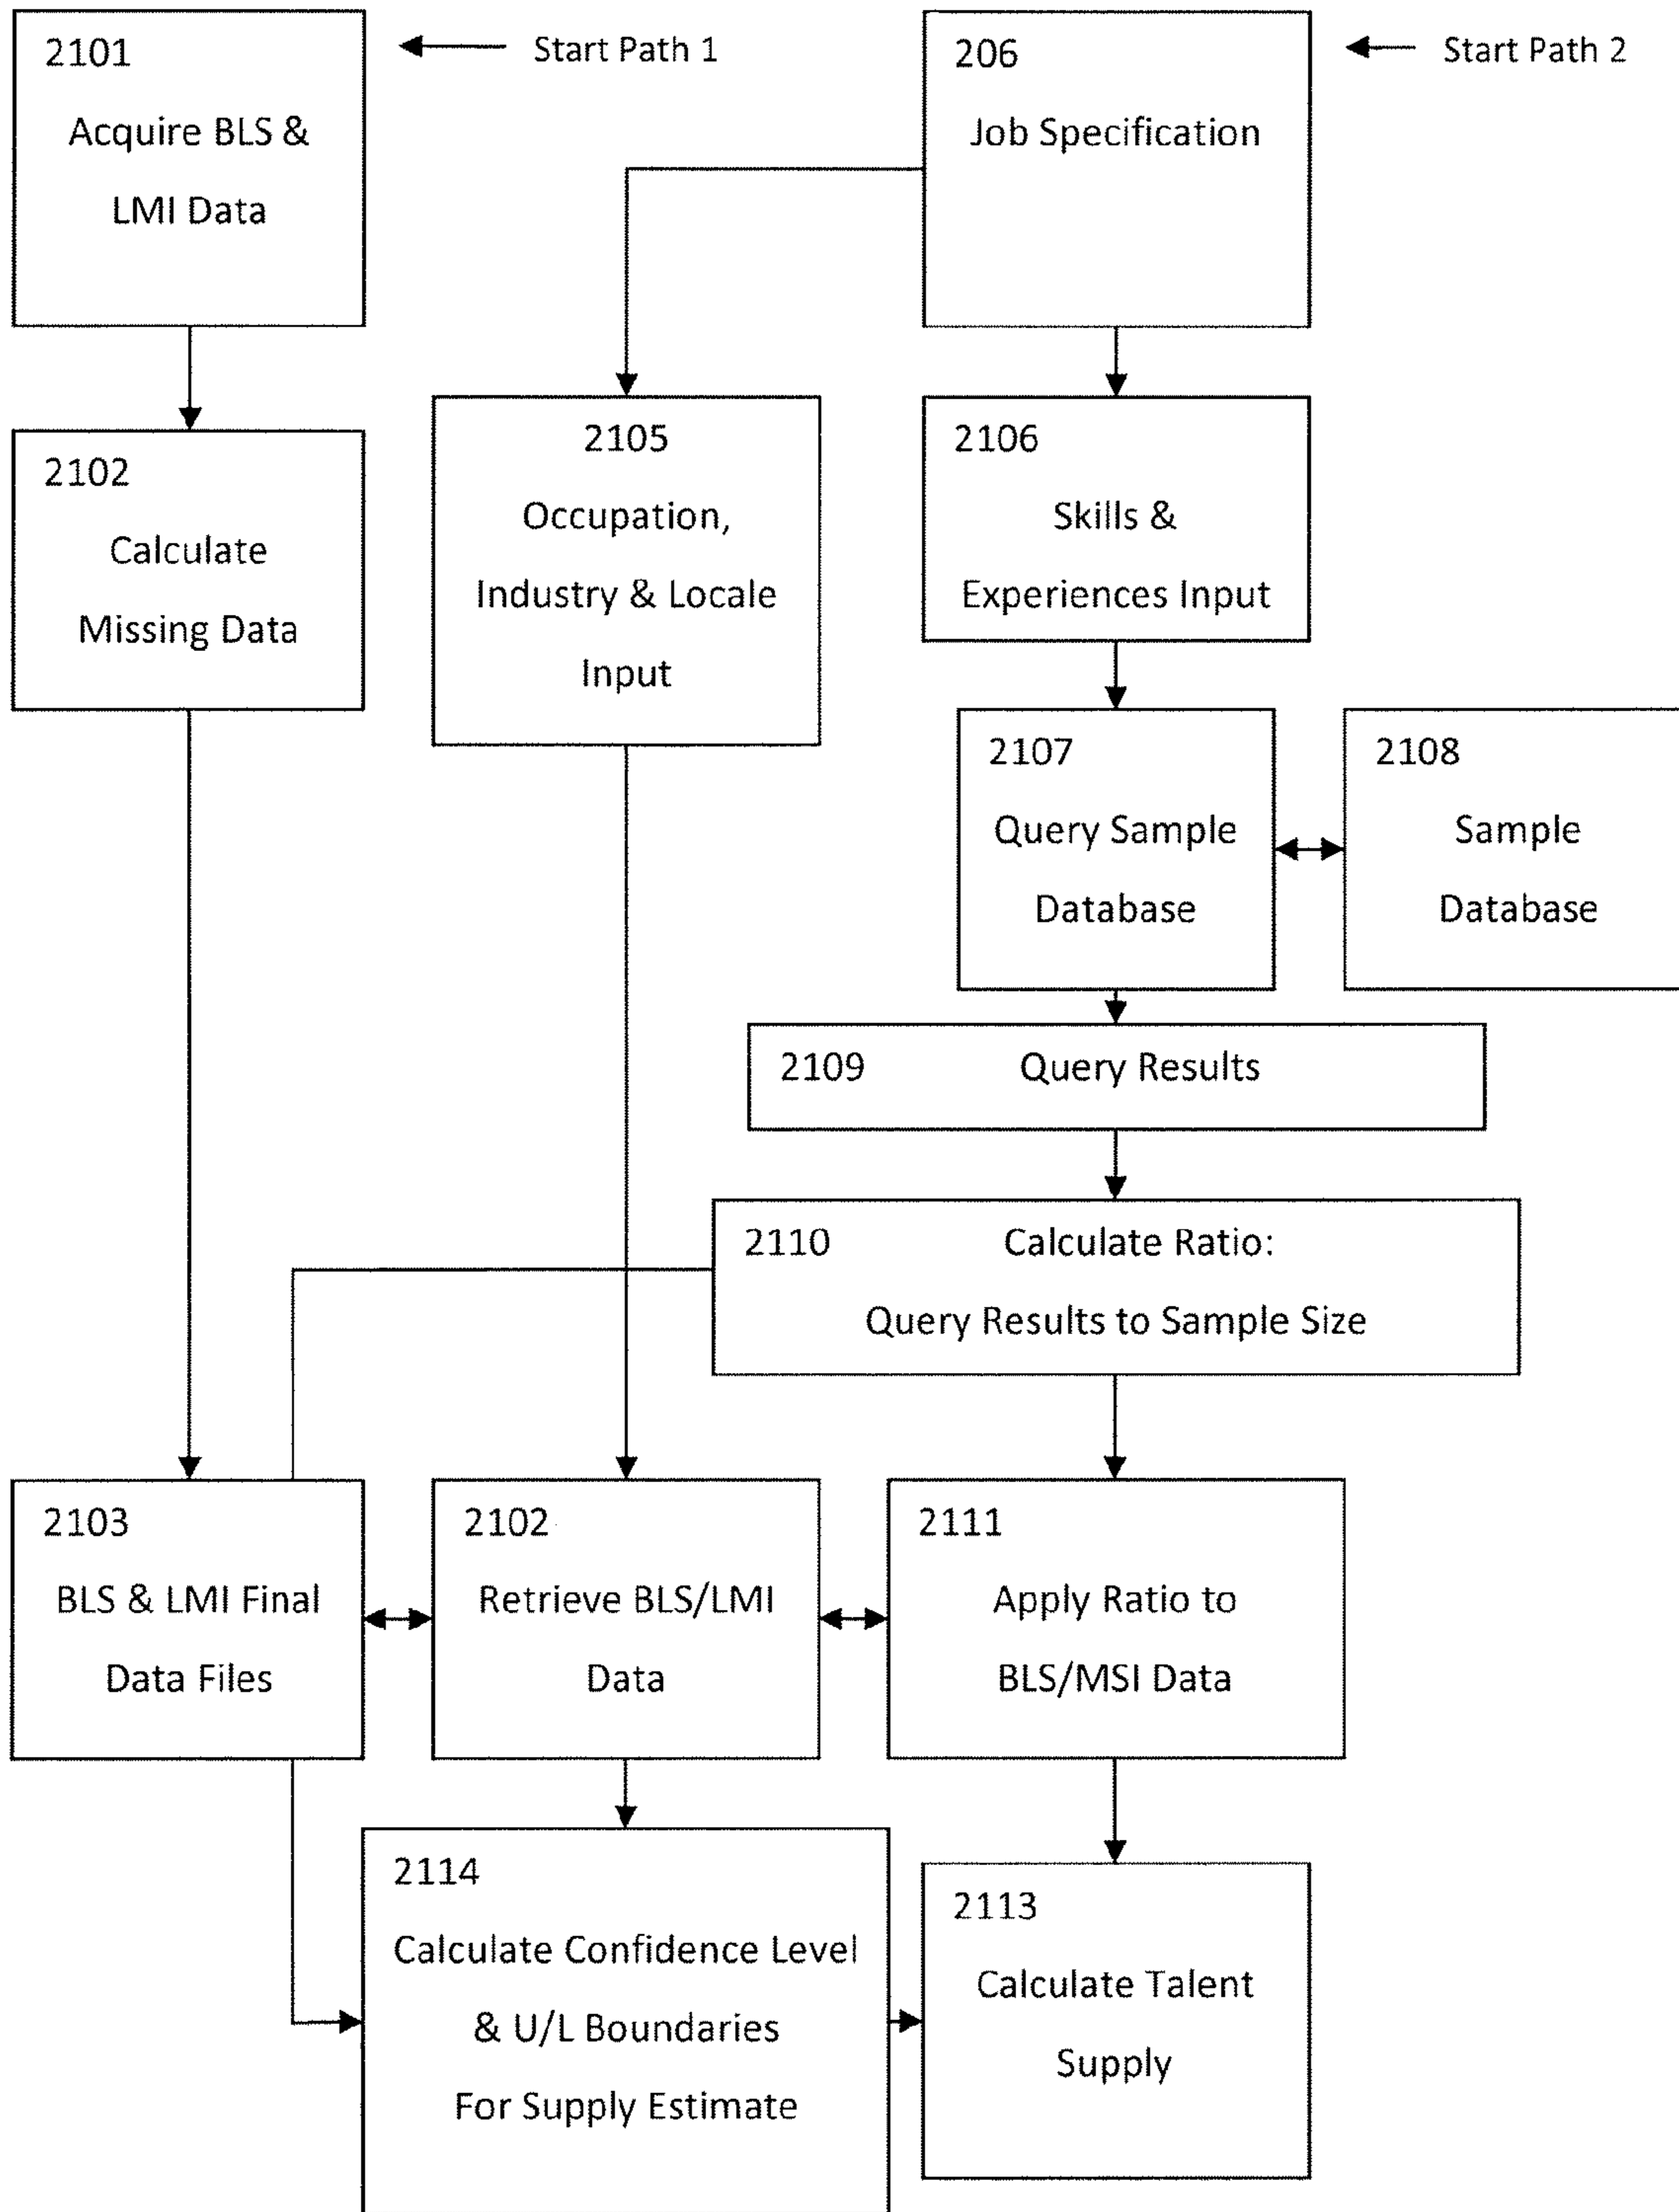 2101
Acquire BLS &
LMI Data
Start Path 1
206
Job Specification
Start Path 2
2102
Calculate
Missing Data
2105
Occupation,
Industry & Locale
Input
2106
Skills &
Experiences Input
2107
Query Sample
Database
2108
Sample
Database
2109 Query Results
2110 Calculate Ratio:
Query Results to Sample Size
2103
BLS & LMI Final
Data Files
2102
Retrieve BLS/LMI
Data
2111
Apply Ratio to
BLS/MSI Data
2114
Calculate Confidence Level
& U/L Boundaries
For Supply Estimate
2113
Calculate Talent
Supply